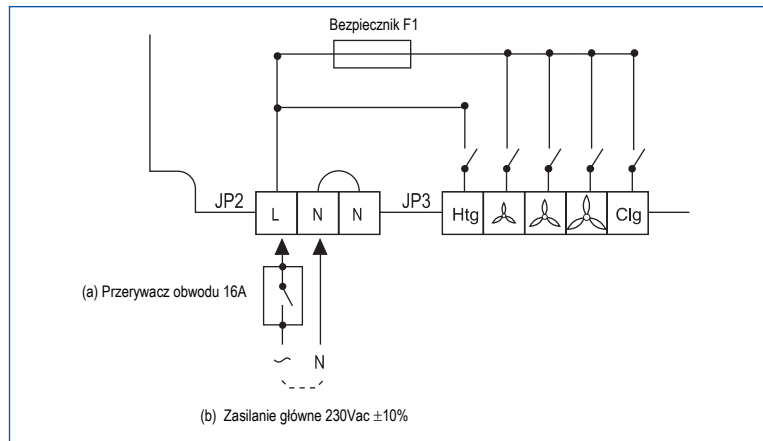 Bezpiecznik F1
JP2
L
N
N
JP3
Htg
Clg
(a) Przerywacz obwodu 16A
N
(b) Zasilanie główne 230Vac ±10%